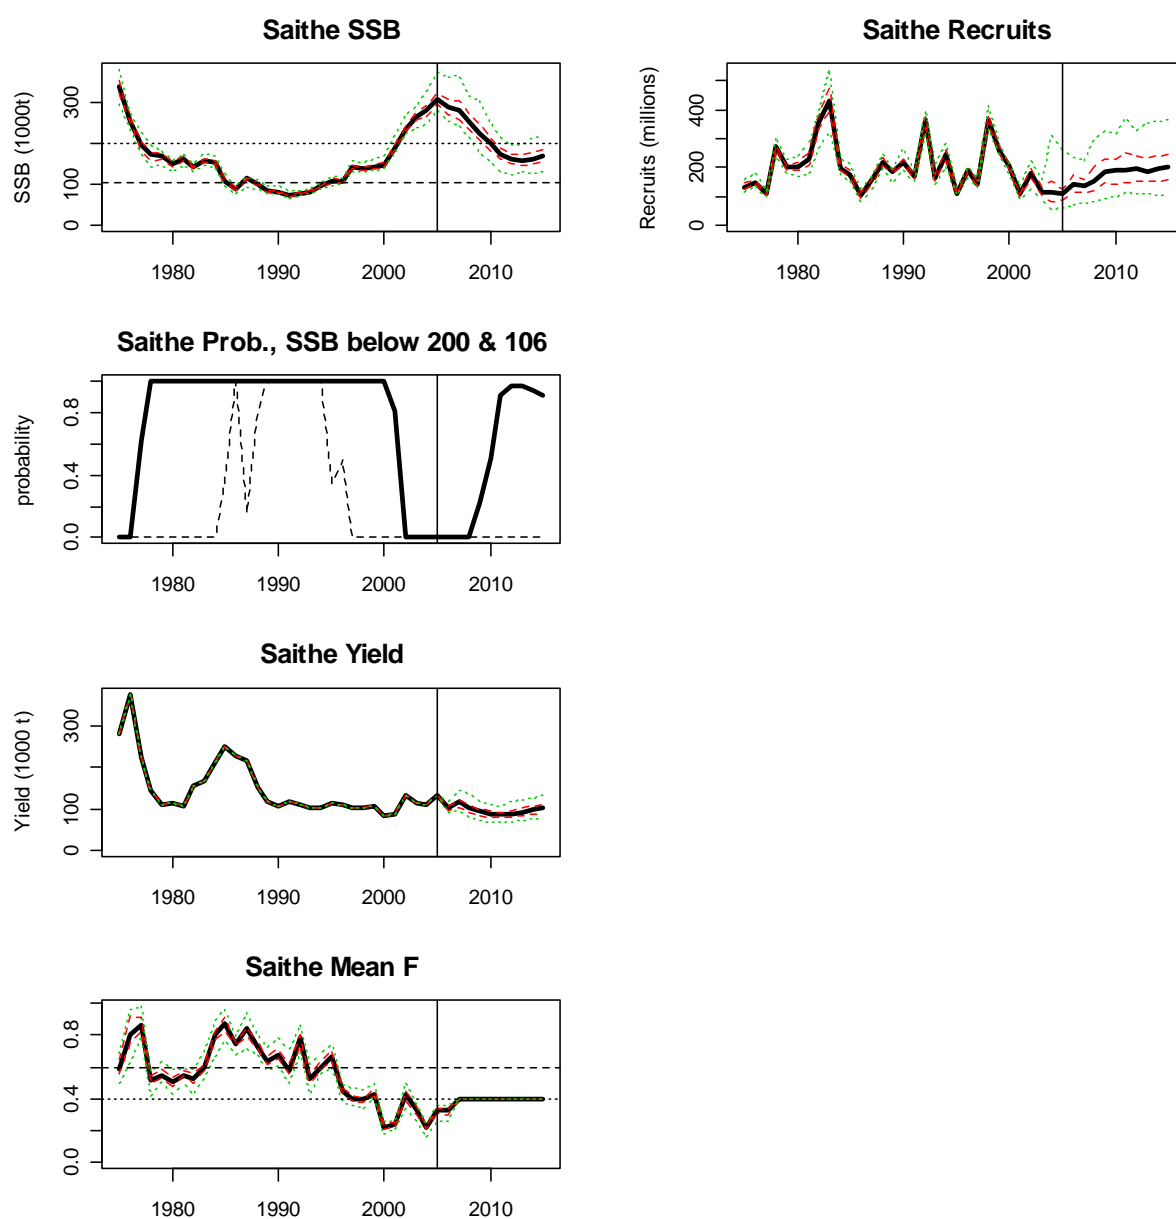 Saithe SSB
SSB (1000t)
0 100 300
1980 1990 2000 2010
Saithe Recruits
Recruits (millions)
0 200 400
1980 1990 2000 2010
Saithe Prob., SSB below 200 & 106
probability
0.0 0.4 0.8
1980 1990 2000 2010
Saithe Yield
Yield (1000 t)
0 100 300
1980 1990 2000 2010
Saithe Mean F
0.0 0.4 0.8
1980 1990 2000 2010